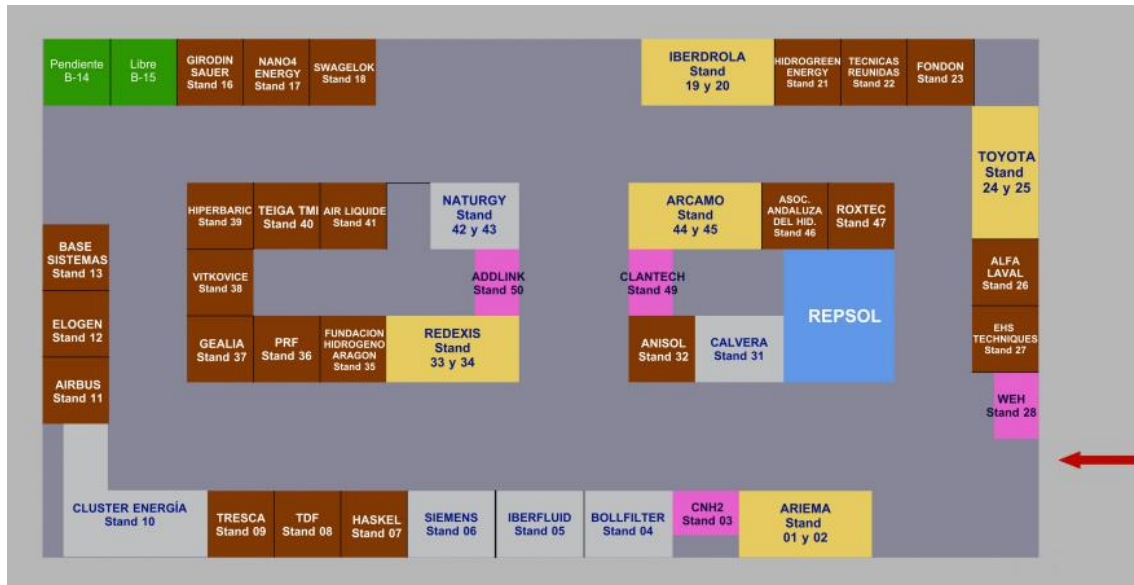 Pendiente
B-14
Libre
B-15
GIRODIN
SAUER
Stand 16
NANO4
ENERGY
Stand 17
SWAGELOK
Stand 18
IBERDROLA
Stand
19 y 20
HIDROGREEN
ENERGY
Stand 21
TECNICAS
REUNIDAS
Stand 22
FONDON
Stand 23
TOYOTA
Stand
24 y 25
HIPERBARIC
Stand 39
TEIGA TMI
Stand 40
AIR LIQUIDE
Stand 41
NATURGY
Stand
42 y 43
ARCAMO
Stand
44 y 45
ASOC.
ANDALUZA
DEL HID.
Stand 46
ROXTEC
Stand 47
BASE
SISTEMAS
Stand 13
VITKOVICE
Stand 38
ADDLINK
Stand 50
CLANTECH
Stand 49
REPSOL
ALFA
LAVAL
Stand 26
ELOGEN
Stand 12
GEALIA
Stand 37
PRF
Stand 36
FUNDACION
HIDROGENO
ARAGON
Stand 35
REDEXIS
Stand
33 y 34
ANISOL
Stand 32
CALVERA
Stand 31
EHS
TECHNIQUES
Stand 27
AIRBUS
Stand 11
WEH
Stand 28
CLUSTER ENERGÍA
Stand 10
TRESCA
Stand 09
TDF
Stand 08
HASKEL
Stand 07
SIEMENS
Stand 06
IBERFLUID
Stand 05
BOLLFILTER
Stand 04
CNH2
Stand 03
ARIEMA
Stand
01 y 02